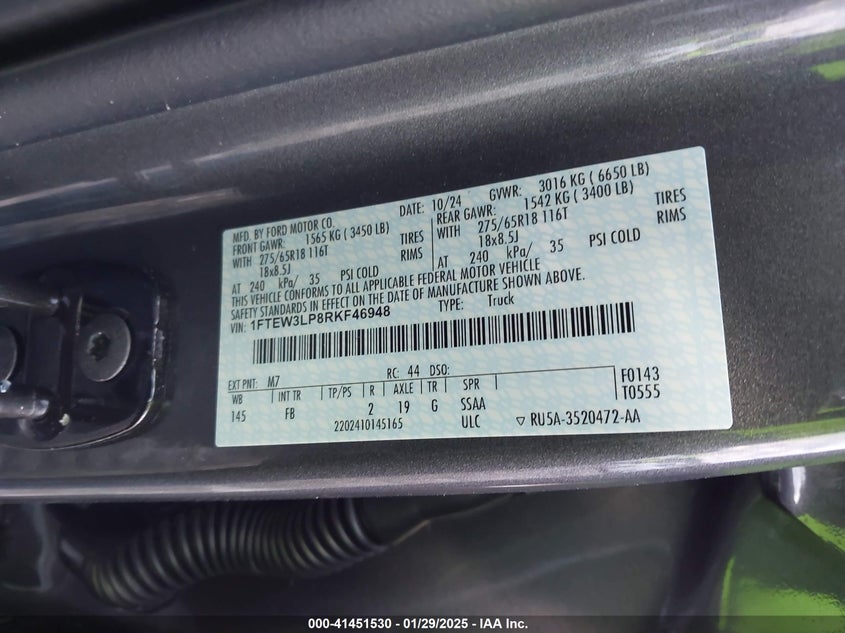 MFD. BY FORD MOTOR CO.
DATE: 10/24 GVWR: 3016 KG ( 6650 LB)
FRONT GAWR: 1565 KG ( 3450 LB)
REAR GAWR: 1542 KG ( 3400 LB)
WITH 275/65R18 116T TIRES
WITH 275/65R18 116T TIRES
18x8.5J RIMS
18x8.5J RIMS
AT 240 kPa/ 35 PSI COLD
AT 240 kPa/ 35 PSI COLD
THIS VEHICLE CONFORMS TO ALL APPLICABLE FEDERAL MOTOR VEHICLE
SAFETY STANDARDS IN EFFECT ON THE DATE OF MANUFACTURE SHOWN ABOVE.
VIN: 1FTEW3LP8RKF46948 TYPE: Truck
EXT PNT: M7 RC: 44 DSO:
WB INT TR TP/PS R AXLE TR SPR
F0143
145 FB 2 19 G SSAA
T0555
2202410145165 ULC ▽ RU5A-3520472-AA
000-41451530 - 01/29/2025 - IAA Inc.